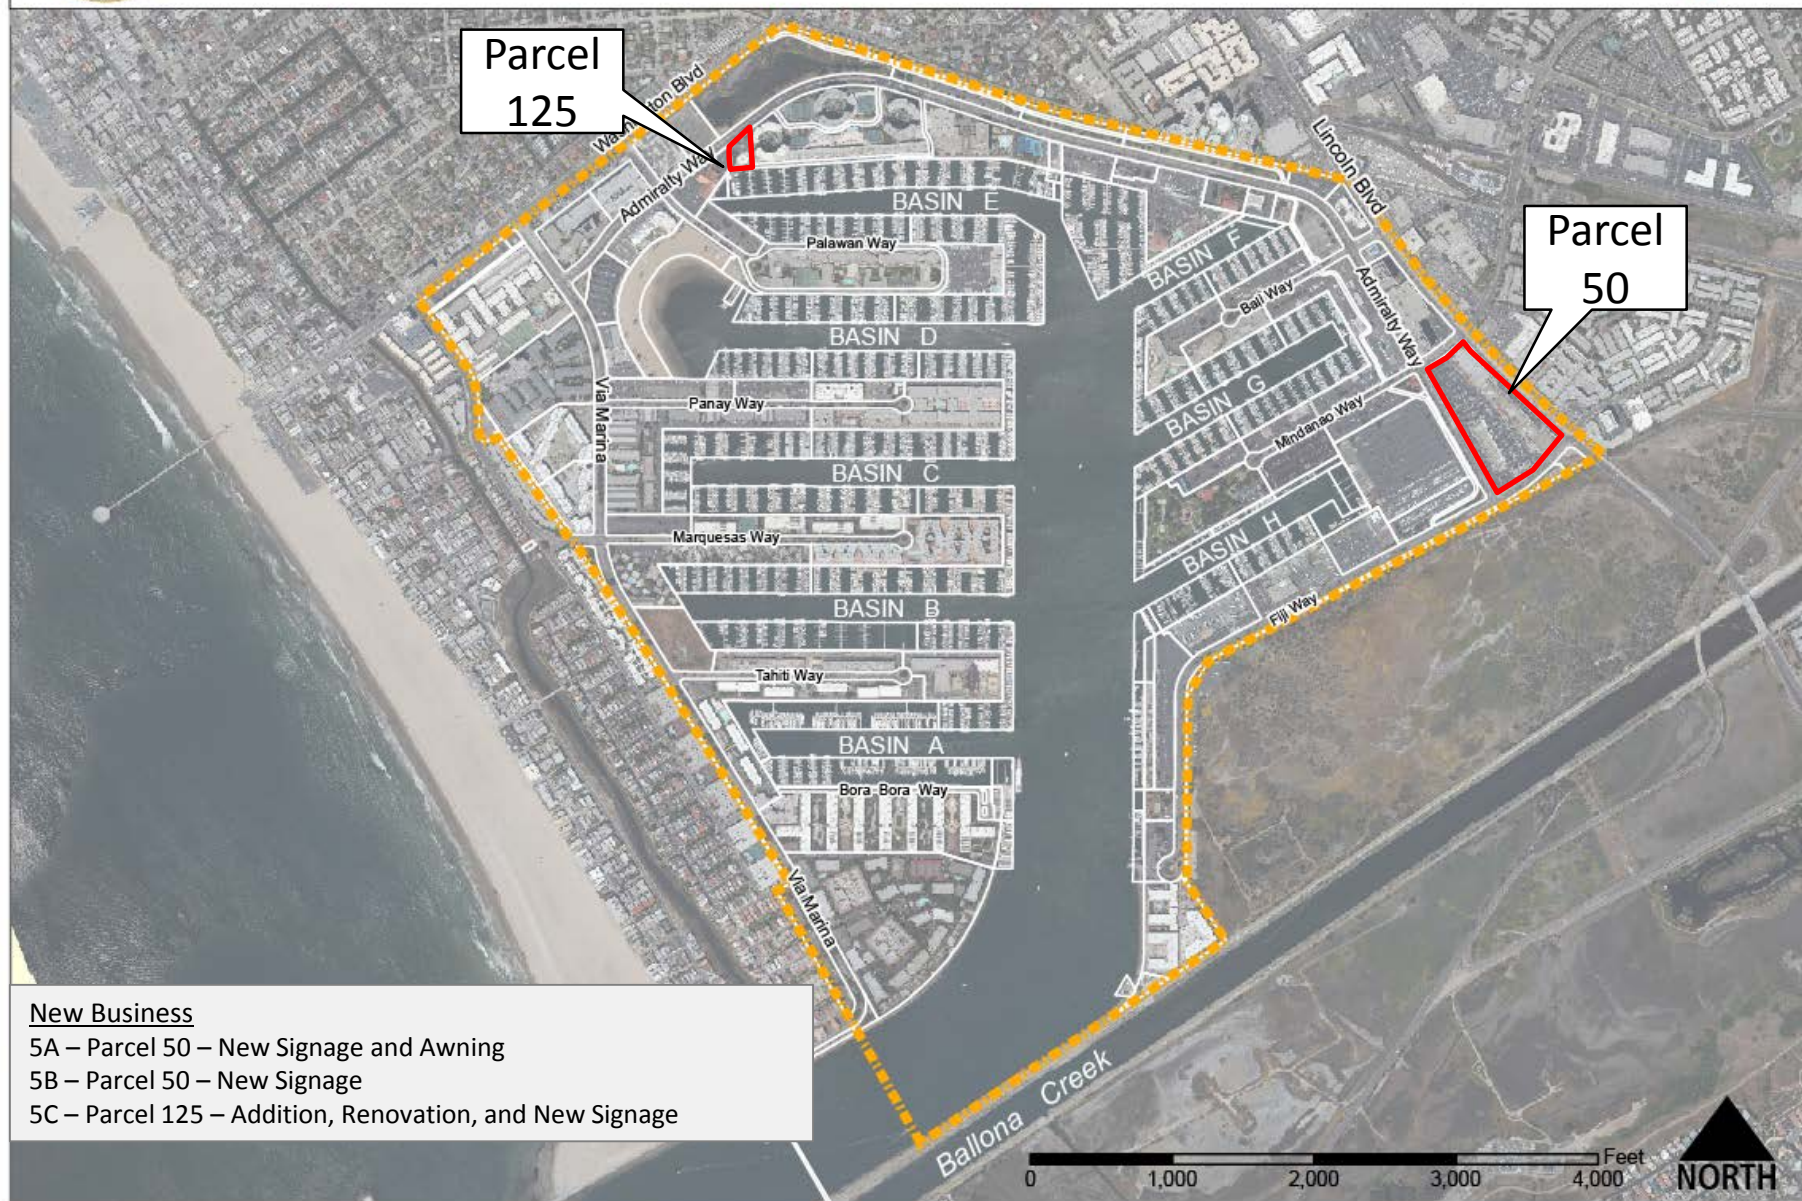 Parcel
125
Washington Blvd
Admiralty Way
Lincoln Blvd
Parcel
50
BASIN E
Palawan Way
BASIN F
Bali Way
Admiralty Way
BASIN D
Via Marina
Panay Way
BASIN G
Mindanao Way
BASIN C
Marquesas Way
BASIN H
BASIN B
Fiji Way
Tahiti Way
BASIN A
Bora Bora Way
Via Marina
New Business
5A – Parcel 50 – New Signage and Awning
5B – Parcel 50 – New Signage
5C – Parcel 125 – Addition, Renovation, and New Signage
Ballona Creek
Feet
0 1,000 2,000 3,000 4,000
NORTH